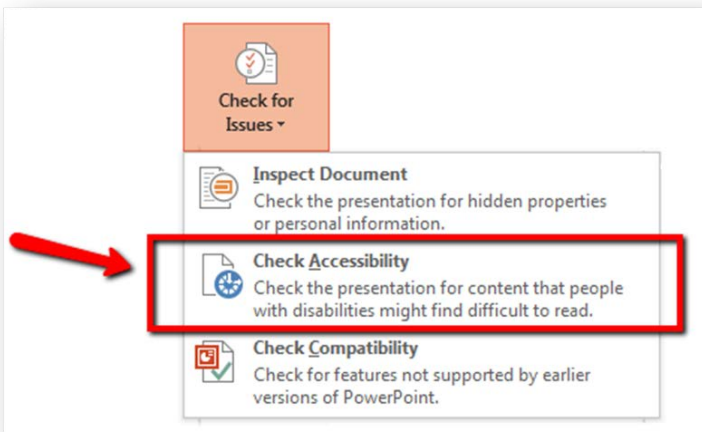 Check for
Issues
Inspect Document
Check the presentation for hidden properties
or personal information.
Check Accessibility
Check the presentation for content that people
with disabilities might find difficult to read.
Check Compatibility
Check for features not supported by earlier
versions of PowerPoint.